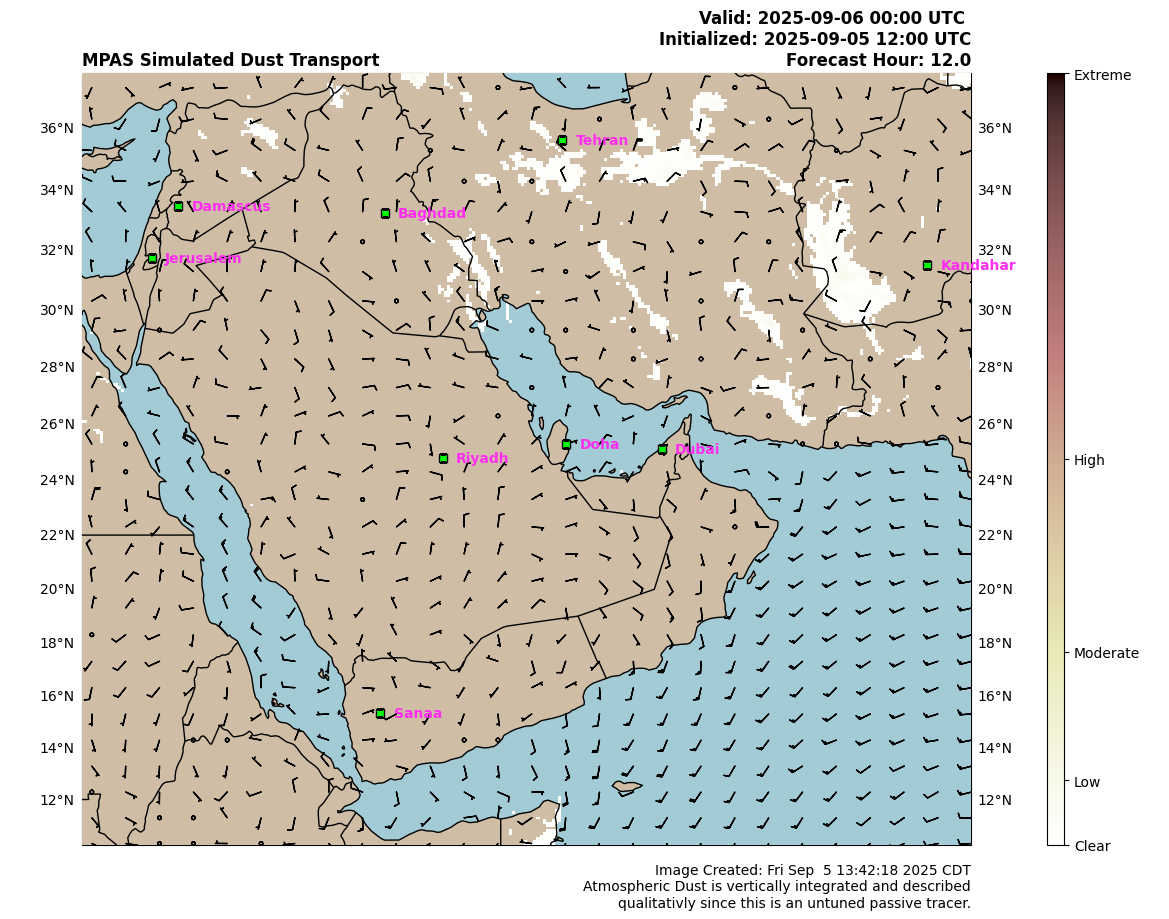 Valid: 2025-09-06 00:00 UTC
Initialized: 2025-09-05 12:00 UTC
MPAS Simulated Dust Transport
Forecast Hour: 12.0
Extreme
36°N
Tehran
36°N
34°N
Damascus
Baghdad
34°N
32°N
Jerusalem
32°N
Kandahar
30°N
30°N
28°N
28°N
26°N
Doha
Dubai
26°N
Riyadh
High
24°N
24°N
22°N
22°N
20°N
20°N
18°N
18°N
Moderate
16°N
16°N
Sanaa
14°N
14°N
Low
12°N
12°N
Clear
Image Created: Fri Sep  5 13:42:18 2025 CDT
Atmospheric Dust is vertically integrated and described
qualitativly since this is an untuned passive tracer.